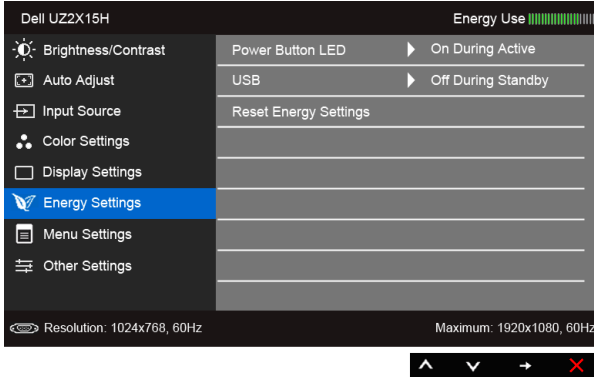 Dell UZ2X15H Energy Use
Brightness/Contrast Power Button LED On During Active
Auto Adjust USB Off During Standby
Input Source Reset Energy Settings
Color Settings
Display Settings
Energy Settings
Menu Settings
Other Settings
Resolution: 1024x768, 60Hz Maximum: 1920x1080, 60Hz